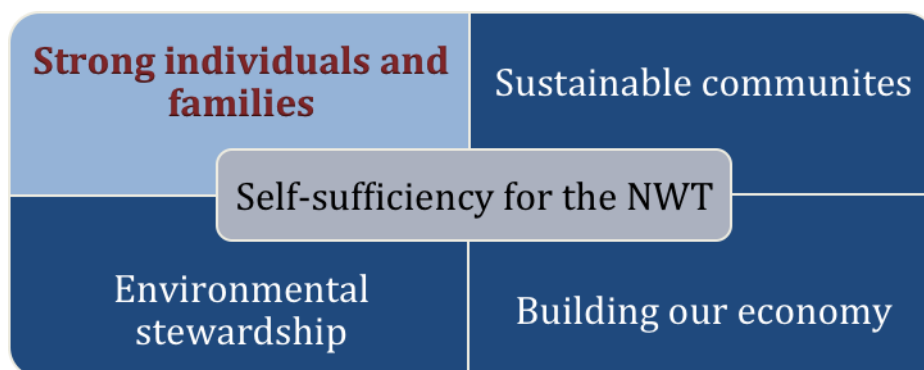 Strong individuals and
families
Sustainable communites
Self-sufficiency for the NWT
Environmental
stewardship
Building our economy